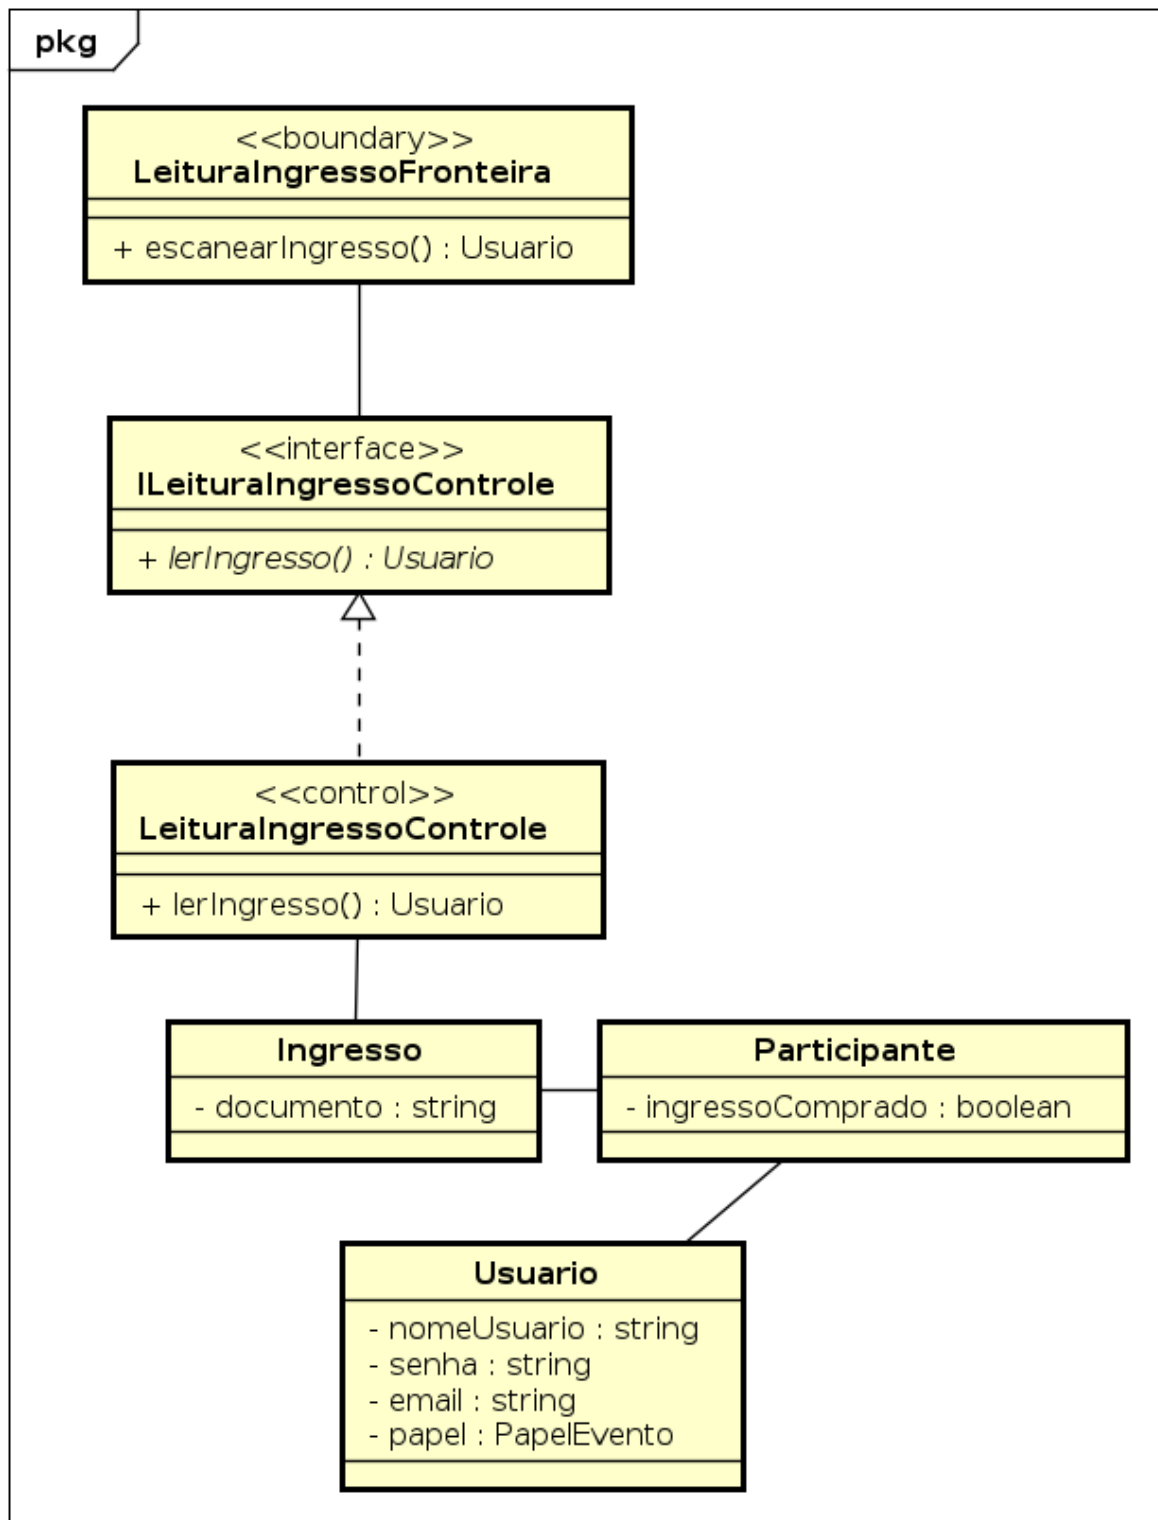 pkg
<<boundary>>
LeituraIngressoFronteira
+ escanearIngresso() : Usuario
<<interface>>
ILeituraIngressoControle
+ lerIngresso() : Usuario
<<control>>
LeituraIngressoControle
+ lerIngresso() : Usuario
Ingresso
- documento : string
Participante
- ingressoComprado : boolean
Usuario
- nomeUsuario : string
- senha : string
- email : string
- papel : PapelEvento